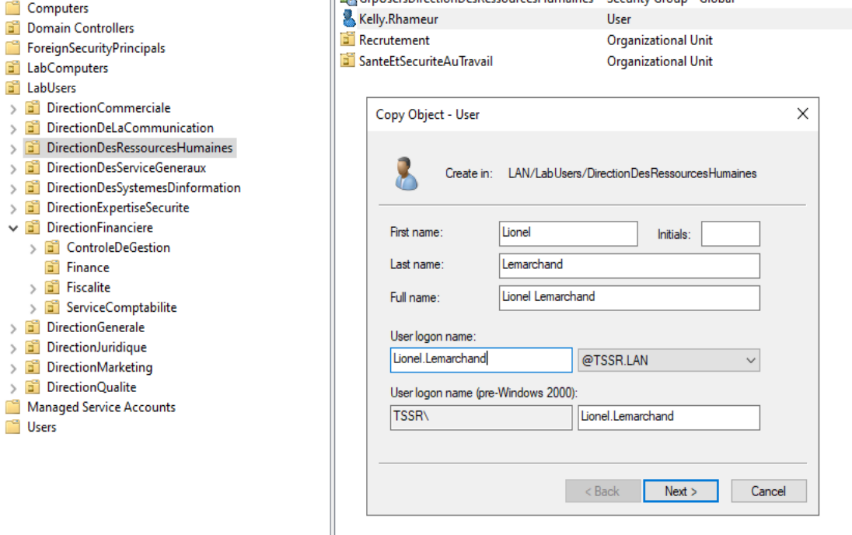 Computers
Domain Controllers
ForeignSecurityPrincipals
LabComputers
LabUsers
DirectionCommerciale
DirectionDeLaCommunication
DirectionDesRessourcesHumaines
DirectionDesServiceGeneraux
DirectionDesSystemesDinformation
DirectionExpertiseSecurite
DirectionFinanciere
ControleDeGestion
Finance
Fiscalite
ServiceComptabilite
DirectionGenerale
DirectionJuridique
DirectionMarketing
DirectionQualite
Managed Service Accounts
Users
GrpUsersDirectionDesRessourcesHumaines Security Group - Global
Kelly.Rhameur User
Recrutement Organizational Unit
SanteEtSecuriteAuTravail Organizational Unit
Copy Object - User
Create in: LAN/LabUsers/DirectionDesRessourcesHumaines
First name: Lionel Initials:
Last name: Lemarchand
Full name: Lionel Lemarchand
User logon name:
Lionel.Lemarchand @TSSR.LAN
User logon name (pre-Windows 2000):
TSSR\ Lionel.Lemarchand
< Back Next > Cancel